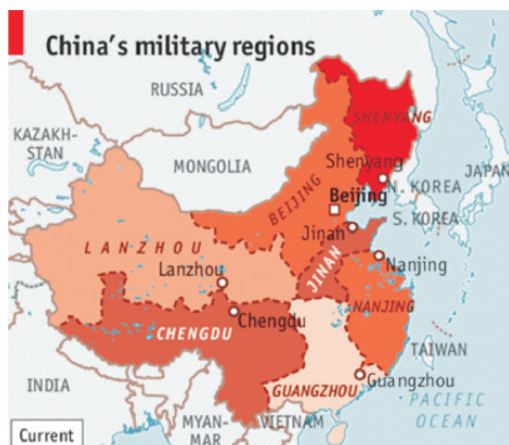 China's military regions
RUSSIA
SHENYANG
KAZAKH-
STAN
MONGOLIA
Shenyang
JAPAN
N. KOREA
BEIJING
Beijing
S. KOREA
Jinan
LANZHOU
JINAN
Nanjing
Lanzhou
NANJING
CHENGDU
Chengdu
TAIWAN
INDIA
GUANGZHOU
Guangzhou
PACIFIC
OCEAN
MYAN-
MAR
VIETNAM
Current